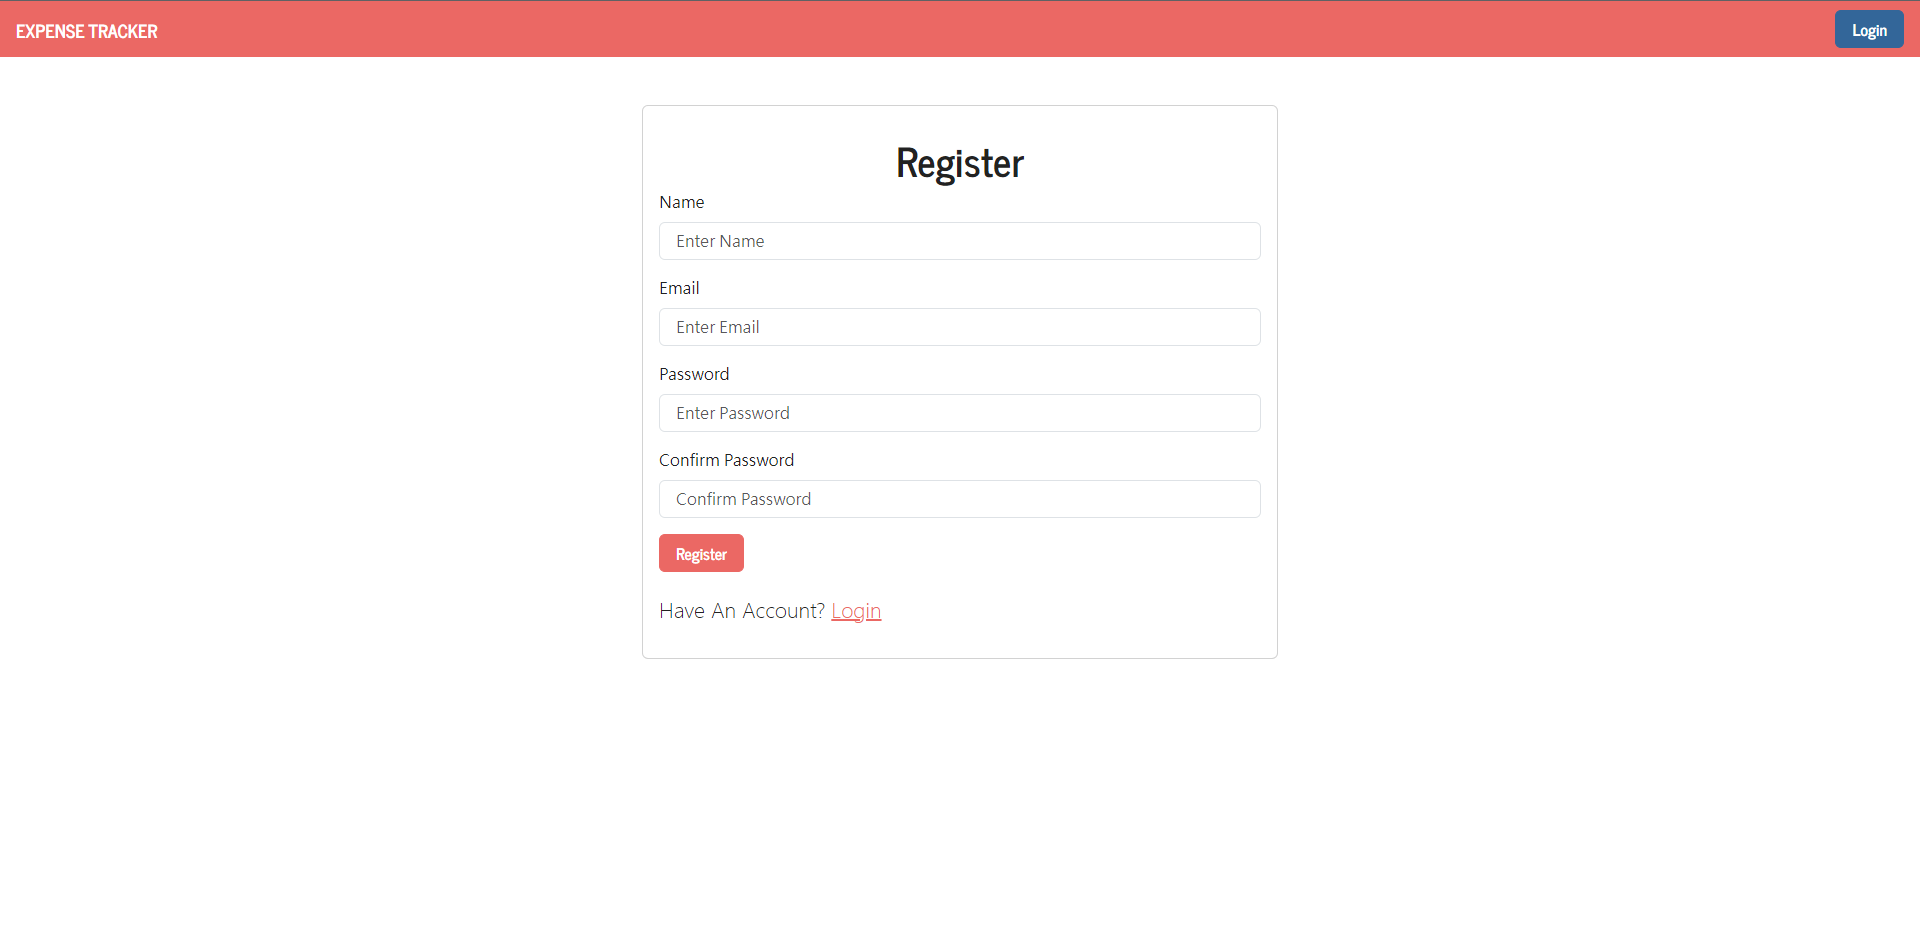 EXPENSE TRACKER
Login
Register
Name
Enter Name
Email
Enter Email
Password
Enter Password
Confirm Password
Confirm Password
Register
Have An Account? Login